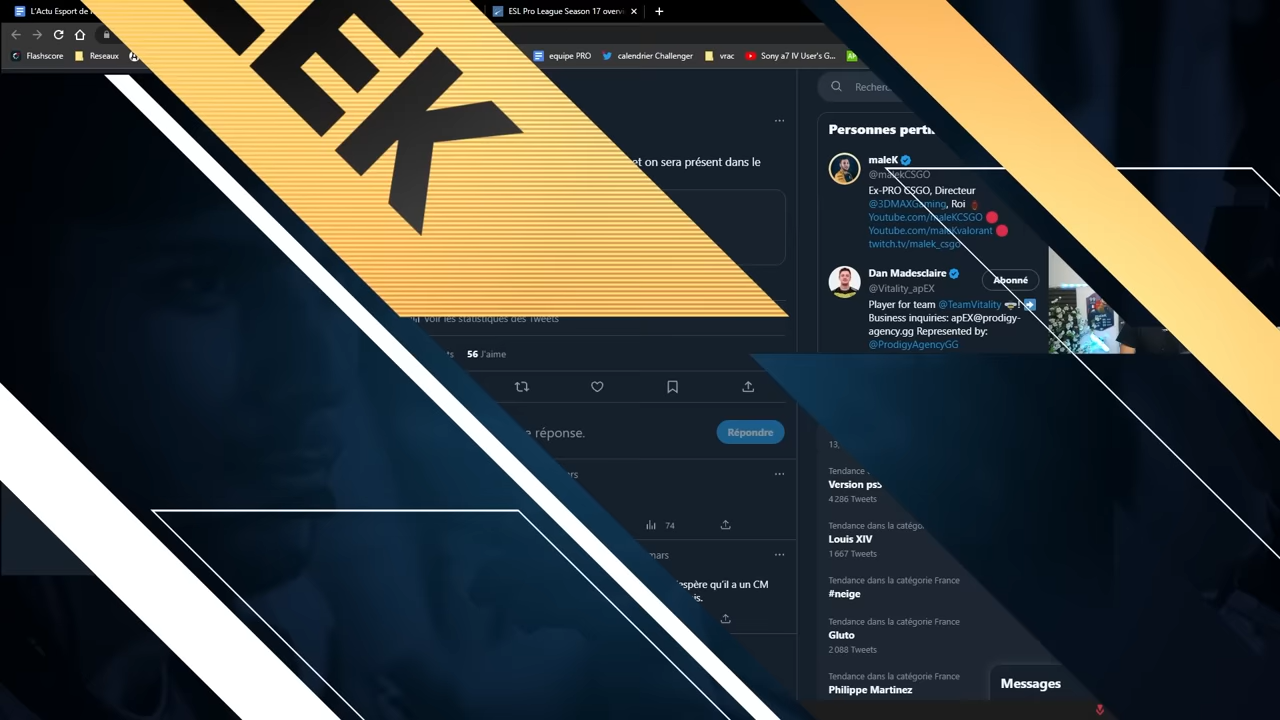 L'Actu Esport de
ESL Pro League Season 17 overvi
Flashscore
Reseaux
equipe PRO
calendrier Challenger
vrac
Sony a7 IV User's G...
EK
et on sera présent dans le
Voir les statistiques des Tweets
56 J'aime
réponse.
Répondre
74
mars
espère qu'il a un CM
Personnes
maleK
@malekCSGO
Ex-PRO CSGO, Directeur
@3DMAXGaming, Roi
Youtube.com/maleKCSGO
Youtube.com/maleKvalorant
twitch.tv/malek_csgo
Dan Madesclaire
Abonné
@Vitality_apEX
Player for team @TeamVitality
Business inquiries: apEX@prodigy-
agency.gg Represented by:
@ProdigyAgencyGG
13,
Tendance
Version ps5
4 286 Tweets
Tendance dans la catégo
Louis XIV
1 667 Tweets
Tendance dans la catégorie France
#neige
Tendance dans la catégorie France
Gluto
2 088 Tweets
Tendance dans la catégorie France
Philippe Martinez
Messages